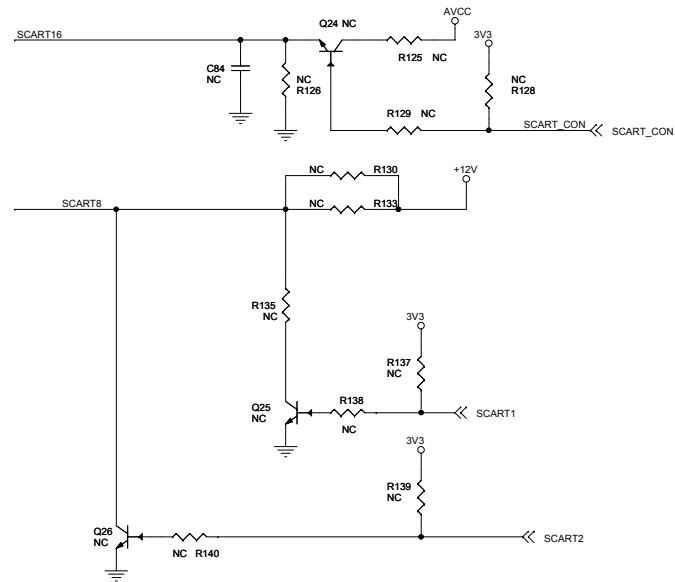 SCART16
Q24 NC
AVCC
3V3
C84
NC
NC
R126
R125 NC
NC
R128
R129 NC
SCART_CON
SCART_CON
NC R130
+12V
SCART8
NC R133
R135
NC
3V3
R137
NC
Q25
NC
R138
NC
SCART1
3V3
R139
NC
Q26
NC
NC R140
SCART2